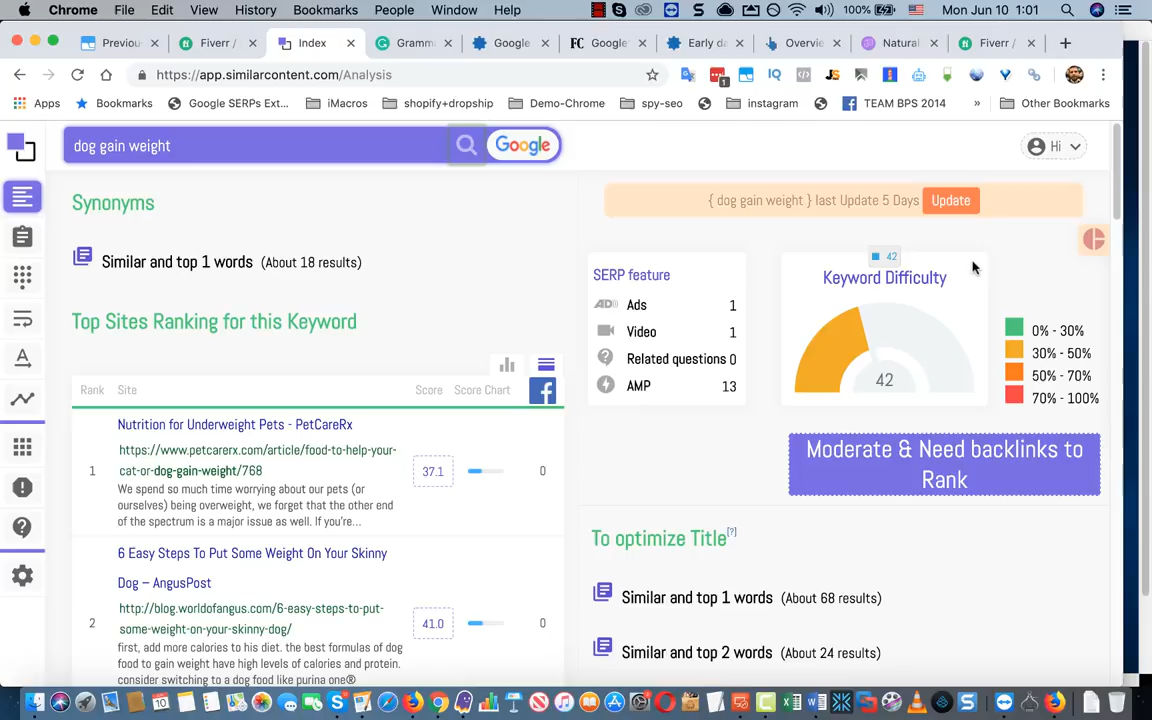 Chrome File Edit View History Bookmarks People Window Help 100% Mon Jun 10 1:01
Previou Fiverr / Index Gramm Google Google Early da Overvie Natural Fiverr /
https://app.similarcontent.com/Analysis
Apps Bookmarks Google SERPs Ext... iMacros shopify+dropship Demo-Chrome spy-seo instagram TEAM BPS 2014 » Other Bookmarks
dog gain weight Google Hi
Synonyms
Similar and top 1 words (About 18 results)
Top Sites Ranking for this Keyword
Rank Site Score Score Chart
Nutrition for Underweight Pets - PetCareRx
https://www.petcarerx.com/article/food-to-help-your-
cat-or-dog-gain-weight/768
1 37.1 0
We spend so much time worrying about our pets (or
ourselves) being overweight, we forget that the other end
of the spectrum is a major issue as well. If you're...
6 Easy Steps To Put Some Weight On Your Skinny
Dog – AngusPost
http://blog.worldofangus.com/6-easy-steps-to-put-
some-weight-on-your-skinny-dog/
2 41.0 0
first, add more calories to his diet. the best formulas of dog
food to gain weight have high levels of calories and protein.
consider switching to a dog food like purina one®
{ dog gain weight } last Update 5 Days Update
SERP feature
Ads 1
Video 1
Related questions 0
AMP 13
42
Keyword Difficulty
42
0% - 30%
30% - 50%
50% - 70%
70% - 100%
Moderate & Need backlinks to
Rank
To optimize Title[?]
Similar and top 1 words (About 68 results)
Similar and top 2 words (About 24 results)